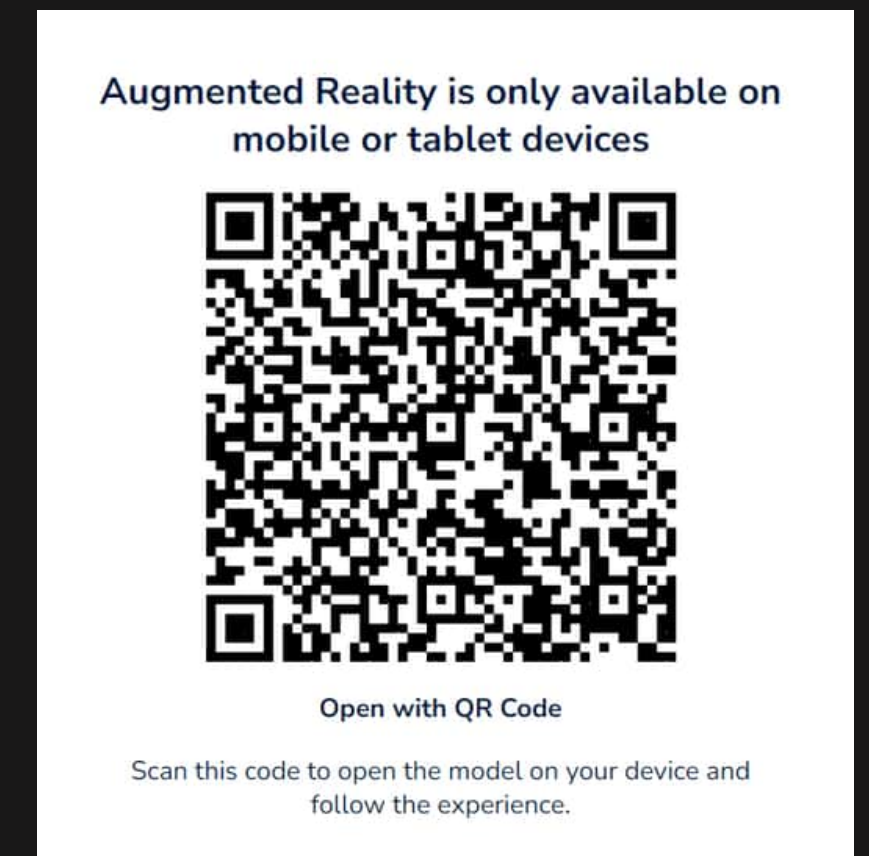 Augmented Reality is only available on
mobile or tablet devices
Open with QR Code
Scan this code to open the model on your device and
follow the experience.